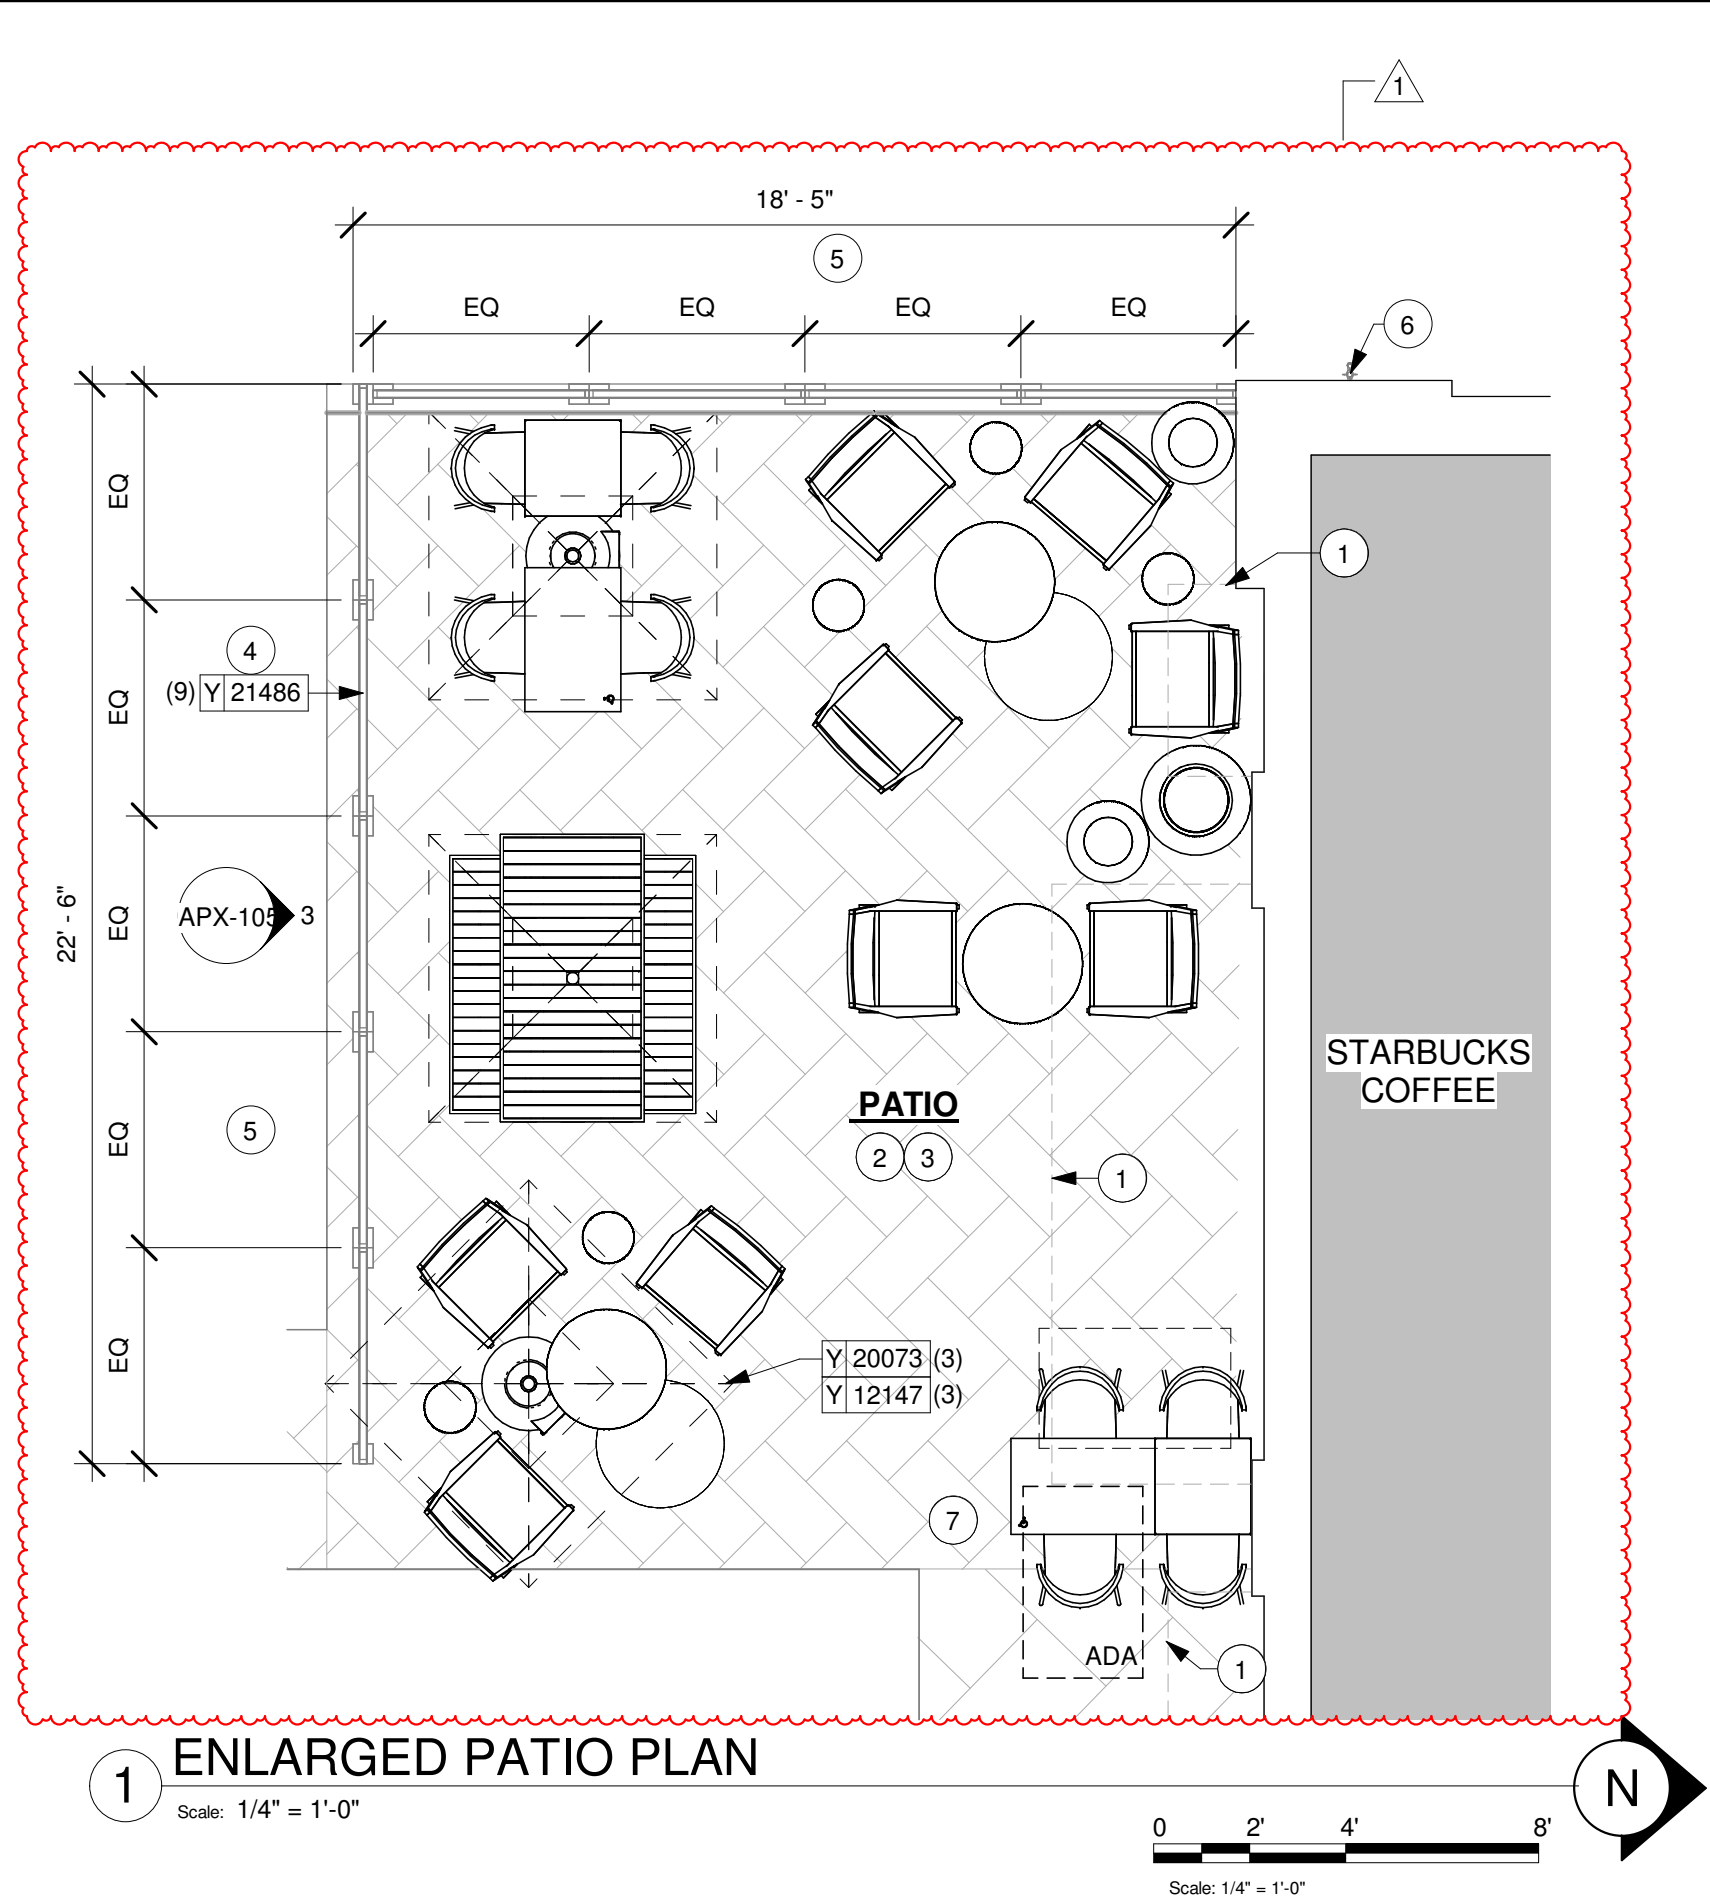 1
18' - 5"
5
EQ EQ EQ EQ
6
1
EQ
4
(9) Y 21486
EQ
22' - 6"
EQ
APX-105 3
STARBUCKS
COFFEE
PATIO
2 3
1
EQ
5
EQ
Y 20073 (3)
Y 12147 (3)
7
ADA
1
1 ENLARGED PATIO PLAN
Scale: 1/4" = 1'-0"
N
0 2' 4' 8'
Scale: 1/4" = 1'-0"